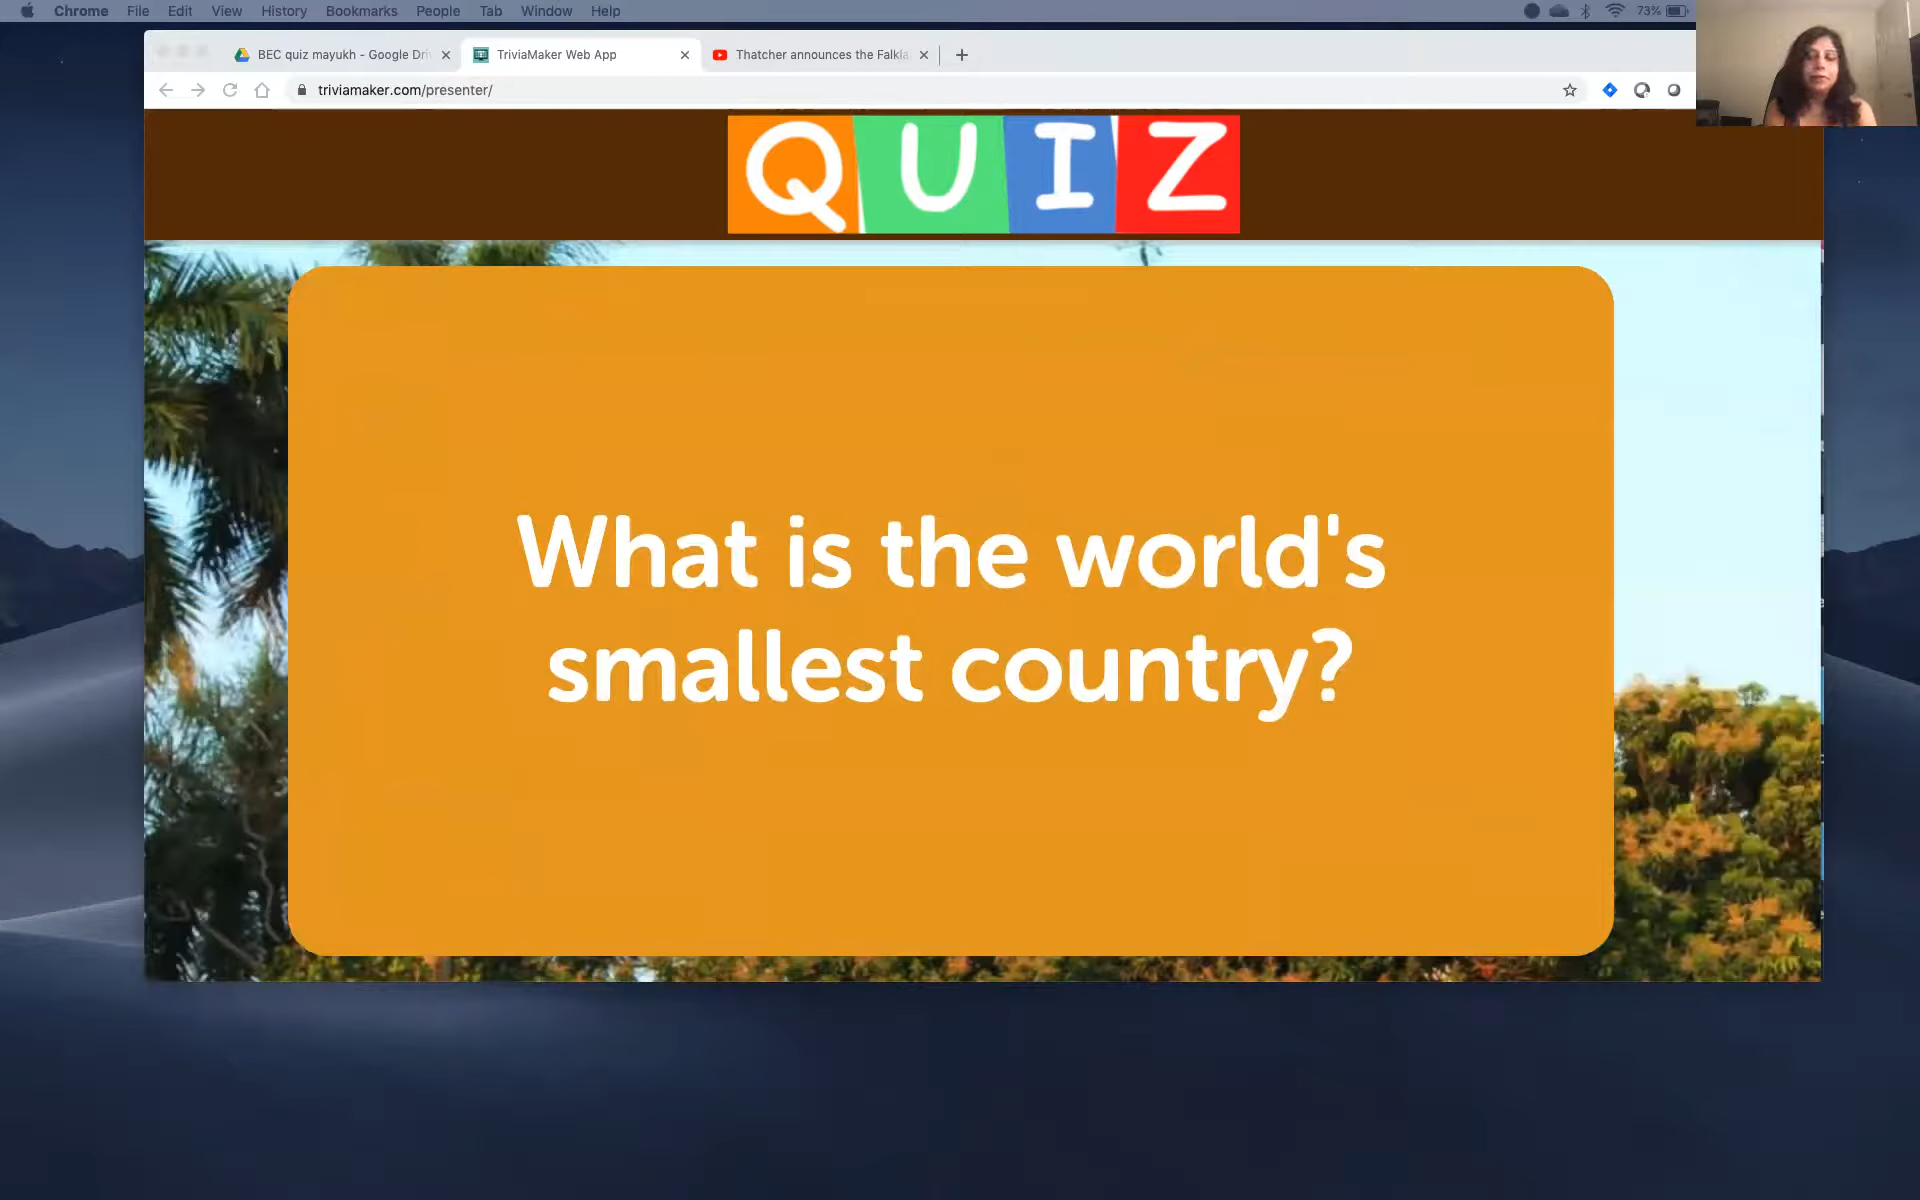 Chrome File Edit View History Bookmarks People Tab Window Help 73%
BEC quiz mayukh - Google Dri TriviaMaker Web App Thatcher announces the Falkla
triviamaker.com/presenter/
QUIZ
What is the world's
smallest country?